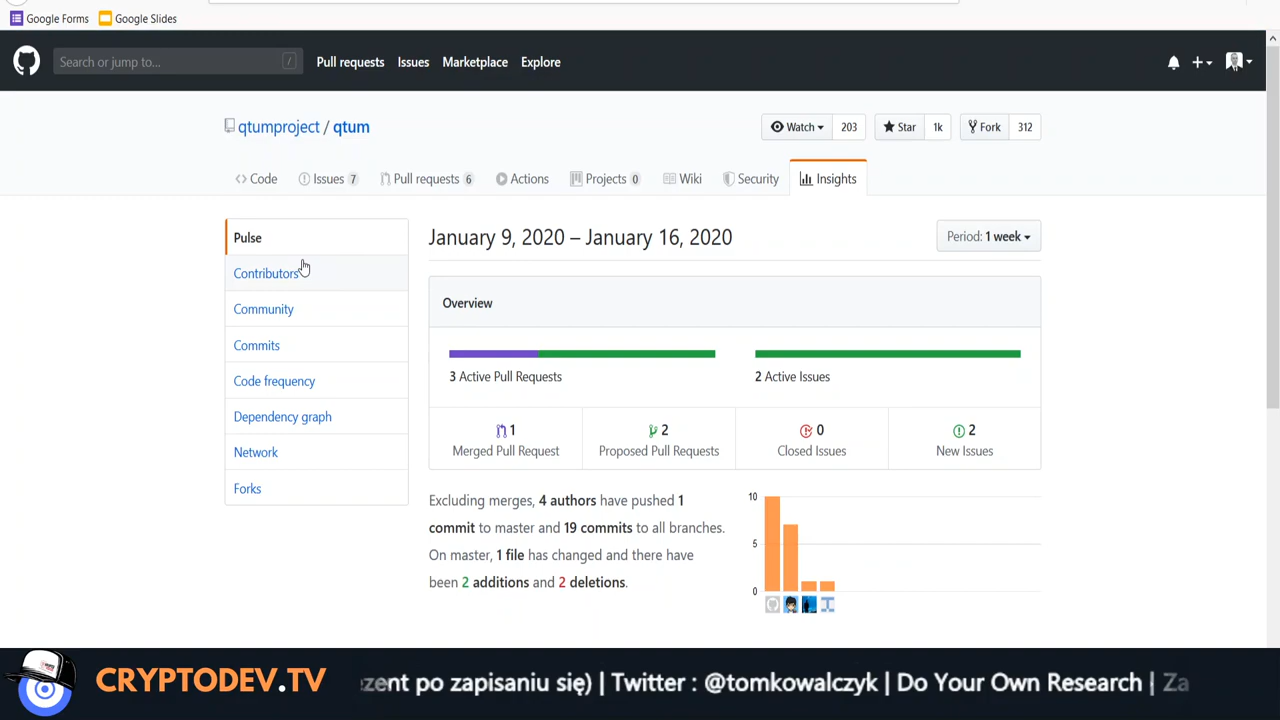 Google Forms
Google Slides
Search or jump to...
/
Pull requests
Issues
Marketplace
Explore
qtumproject / qtum
Watch 203
Star 1k
Fork 312
Code
Issues 7
Pull requests 6
Actions
Projects 0
Wiki
Security
Insights
Pulse
Contributors
Community
Commits
Code frequency
Dependency graph
Network
Forks
January 9, 2020 – January 16, 2020
Period: 1 week
Overview
3 Active Pull Requests
2 Active Issues
1
Merged Pull Request
2
Proposed Pull Requests
0
Closed Issues
2
New Issues
Excluding merges, 4 authors have pushed 1
commit to master and 19 commits to all branches.
On master, 1 file has changed and there have
been 2 additions and 2 deletions.
10
5
0
CRYPTODEV.TV
zent po zapisaniu się) | Twitter : @tomkowalczyk | Do Your Own Research | Za